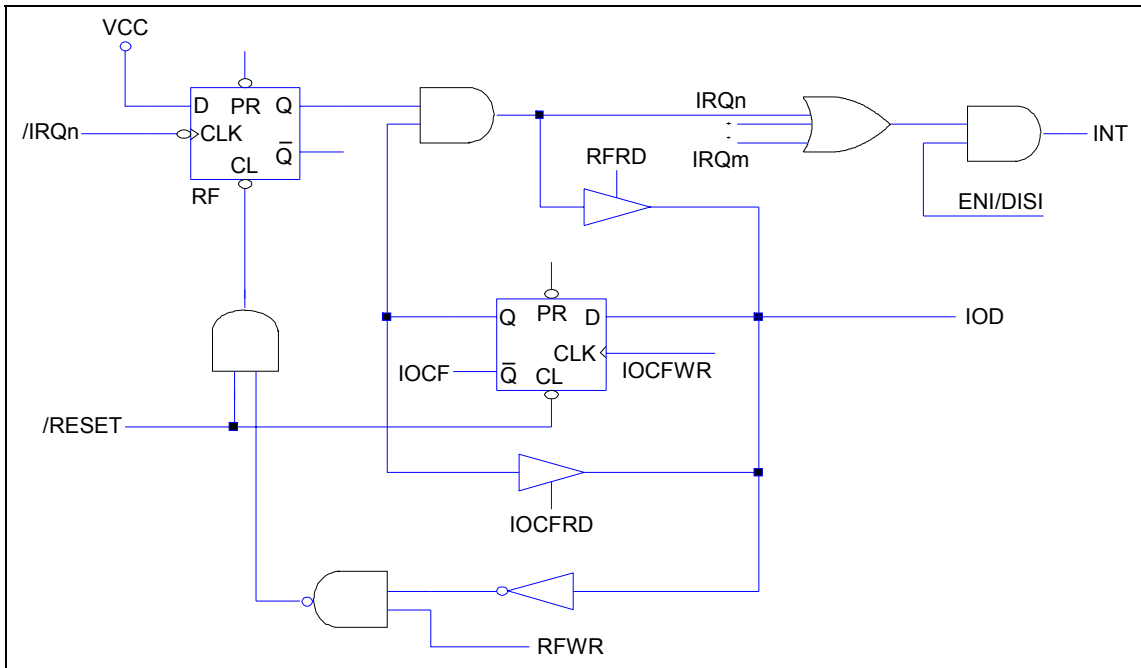 VCC
D PR Q
/IRQn CLK
Q̅
CL
RF
IRQn
IRQm
INT
RFRD
ENI/DISI
Q PR D
IOD
CLK
IOCF Q̅ CL IOCFWR
/RESET
IOCFRD
RFWR